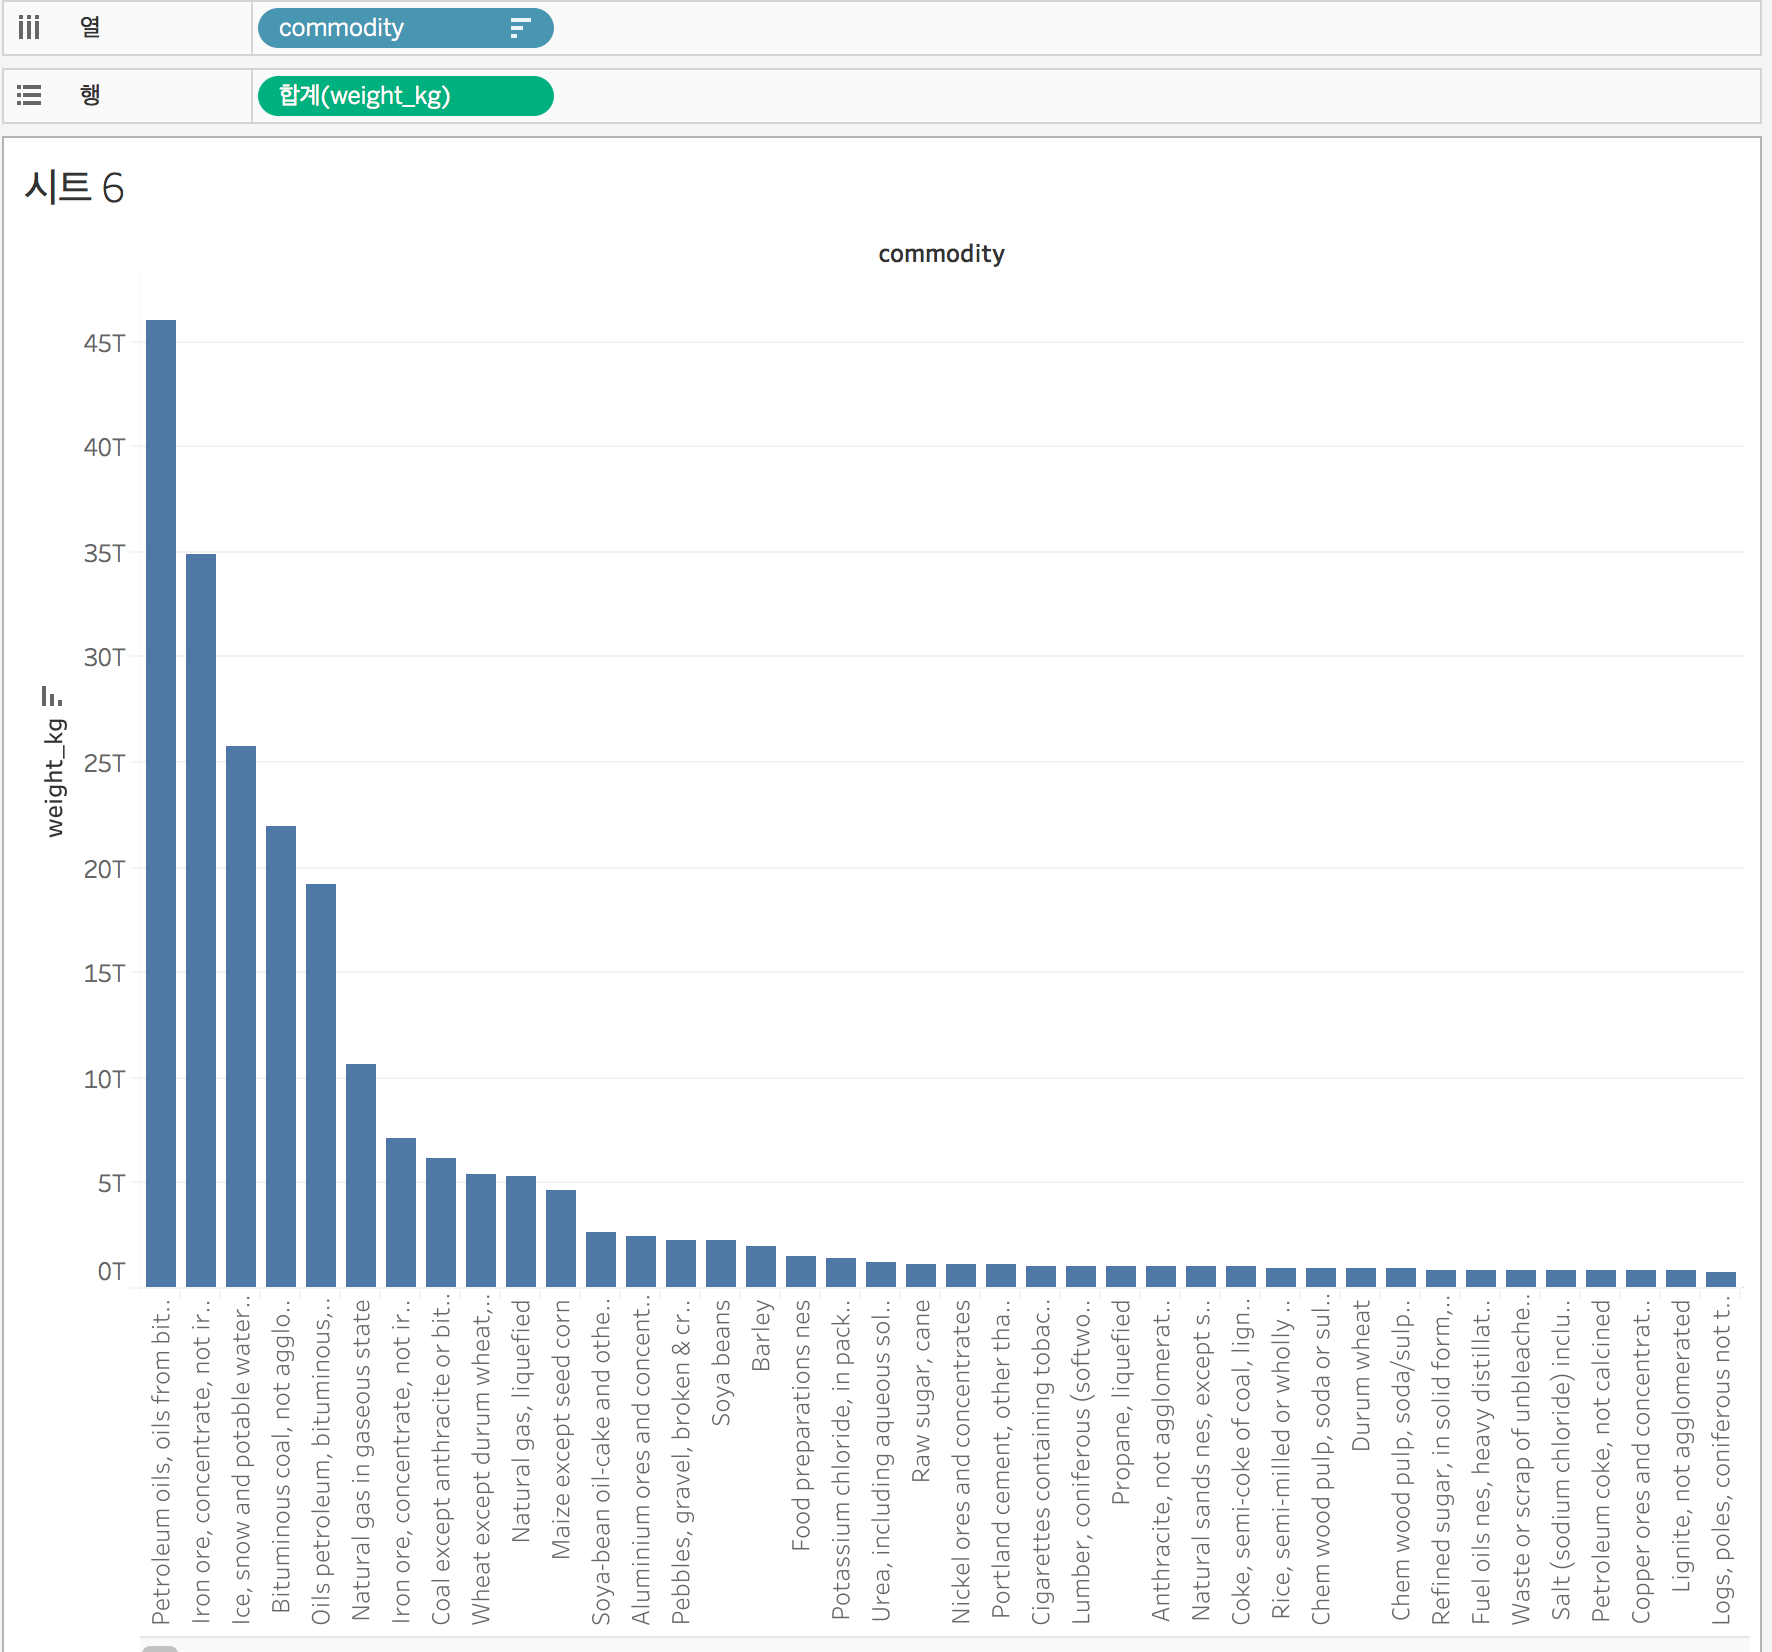 열
commodity
행
합계(weight_kg)
시트 6
commodity
45T
40T
35T
30T
25T
20T
15T
10T
5T
0T
weight_kg
Petroleum oils, oils from bit..
Iron ore, concentrate, not ir..
Ice, snow and potable water..
Bituminous coal, not agglo..
Oils petroleum, bituminous,..
Natural gas in gaseous state
Iron ore, concentrate, not ir..
Coal except anthracite or bit..
Wheat except durum wheat,..
Natural gas, liquefied
Maize except seed corn
Soya-bean oil-cake and othe..
Aluminium ores and concent..
Pebbles, gravel, broken & cr..
Soya beans
Barley
Food preparations nes
Potassium chloride, in pack..
Urea, including aqueous sol..
Raw sugar, cane
Nickel ores and concentrates
Portland cement, other tha..
Cigarettes containing tobac..
Lumber, coniferous (softwo..
Propane, liquefied
Anthracite, not agglomerat..
Natural sands nes, except s..
Coke, semi-coke of coal, lign..
Rice, semi-milled or wholly ..
Chem wood pulp, soda or sul..
Durum wheat
Chem wood pulp, soda/sulp..
Refined sugar, in solid form,..
Fuel oils nes, heavy distillat..
Waste or scrap of unbleache..
Salt (sodium chloride) inclu..
Petroleum coke, not calcined
Copper ores and concentrat..
Lignite, not agglomerated
Logs, poles, coniferous not t..